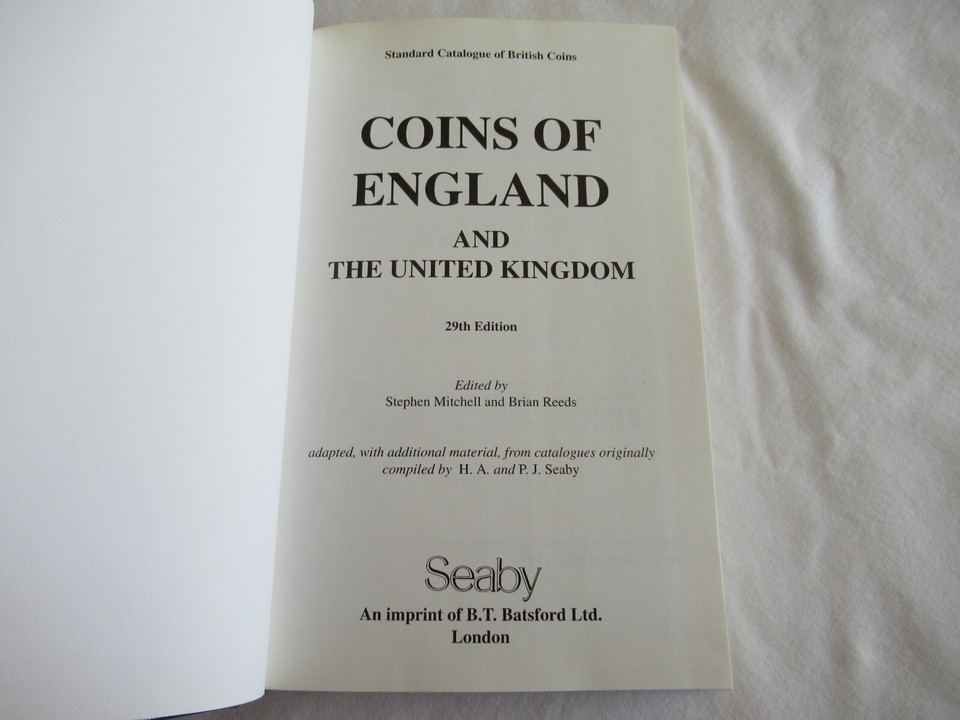 Standard Catalogue of British Coins
COINS OF
ENGLAND
AND
THE UNITED KINGDOM
29th Edition
Edited by
Stephen Mitchell and Brian Reeds
adapted, with additional material, from catalogues originally
compiled by H. A. and P. J. Seaby
Seaby
An imprint of B.T. Batsford Ltd.
London